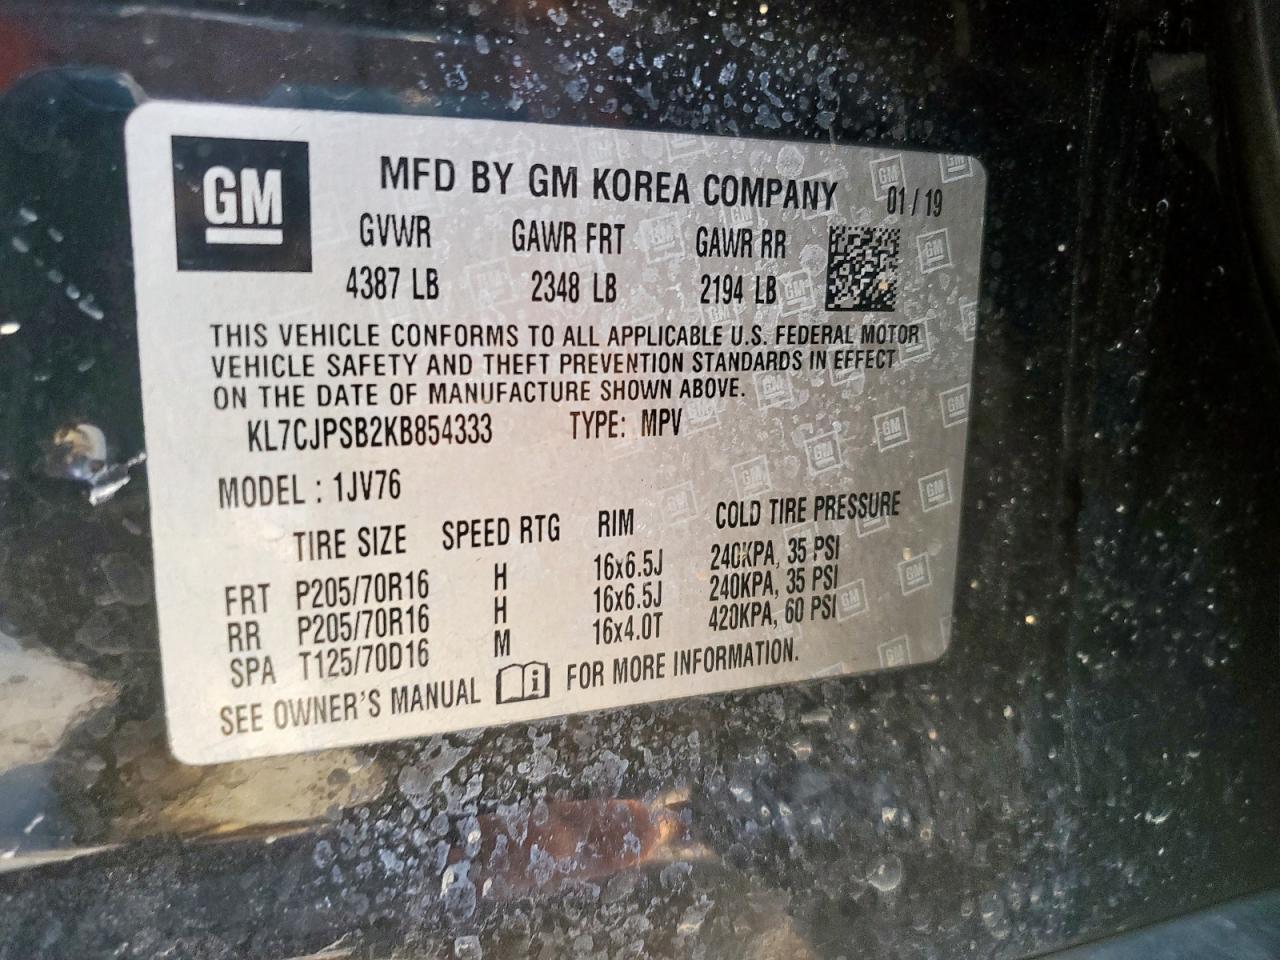 GM
MFD BY GM KOREA COMPANY 01 / 19
GVWR GAWR FRT GAWR RR
4387 LB 2348 LB 2194 LB
THIS VEHICLE CONFORMS TO ALL APPLICABLE U.S. FEDERAL MOTOR
VEHICLE SAFETY AND THEFT PREVENTION STANDARDS IN EFFECT
ON THE DATE OF MANUFACTURE SHOWN ABOVE.
KL7CJPSB2KB854333 TYPE: MPV
MODEL : 1JV76
TIRE SIZE SPEED RTG RIM COLD TIRE PRESSURE
FRT P205/70R16 H 16x6.5J 240KPA, 35 PSI
RR P205/70R16 H 16x6.5J 240KPA, 35 PSI
SPA T125/70D16 M 16x4.0T 420KPA, 60 PSI
SEE OWNER'S MANUAL i FOR MORE INFORMATION.